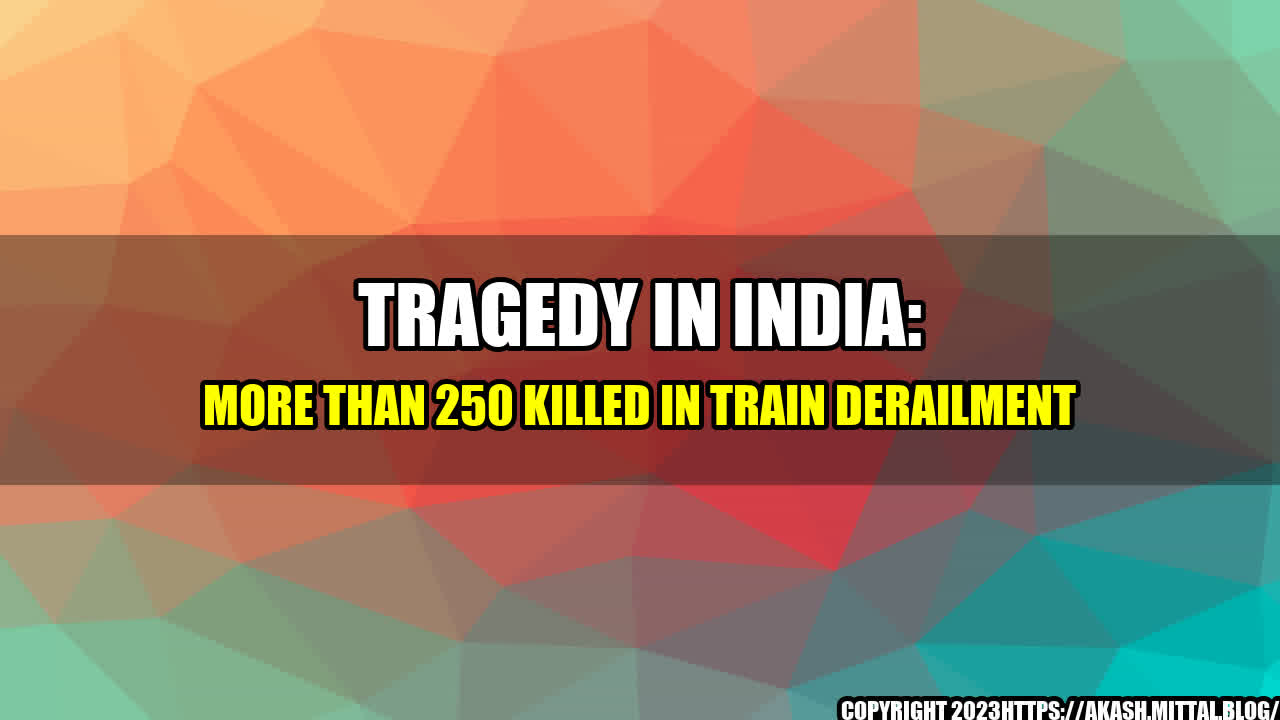 TRAGEDY IN INDIA:
MORE THAN 250 KILLED IN TRAIN DERAILMENT
COPYRIGHT 2023HTTPS://AKASH.MITTAL.BLOG/